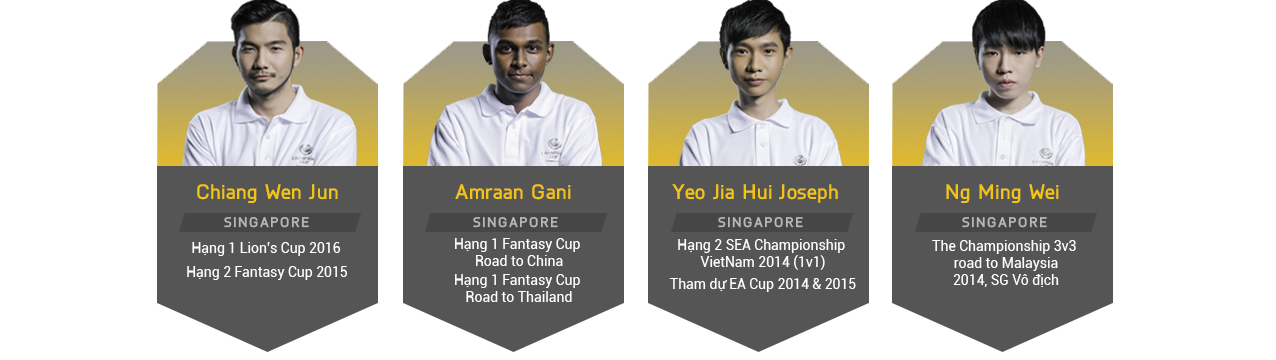 Chiang Wen Jun
SINGAPORE
Hạng 1 Lion's Cup 2016
Hạng 2 Fantasy Cup 2015
Amraan Gani
SINGAPORE
Hạng 1 Fantasy Cup
Road to China
Hạng 1 Fantasy Cup
Road to Thailand
Yeo Jia Hui Joseph
SINGAPORE
Hạng 2 SEA Championship
VietNam 2014 (1v1)
Tham dự EA Cup 2014 & 2015
Ng Ming Wei
SINGAPORE
The Championship 3v3
road to Malaysia
2014, SG Vô địch